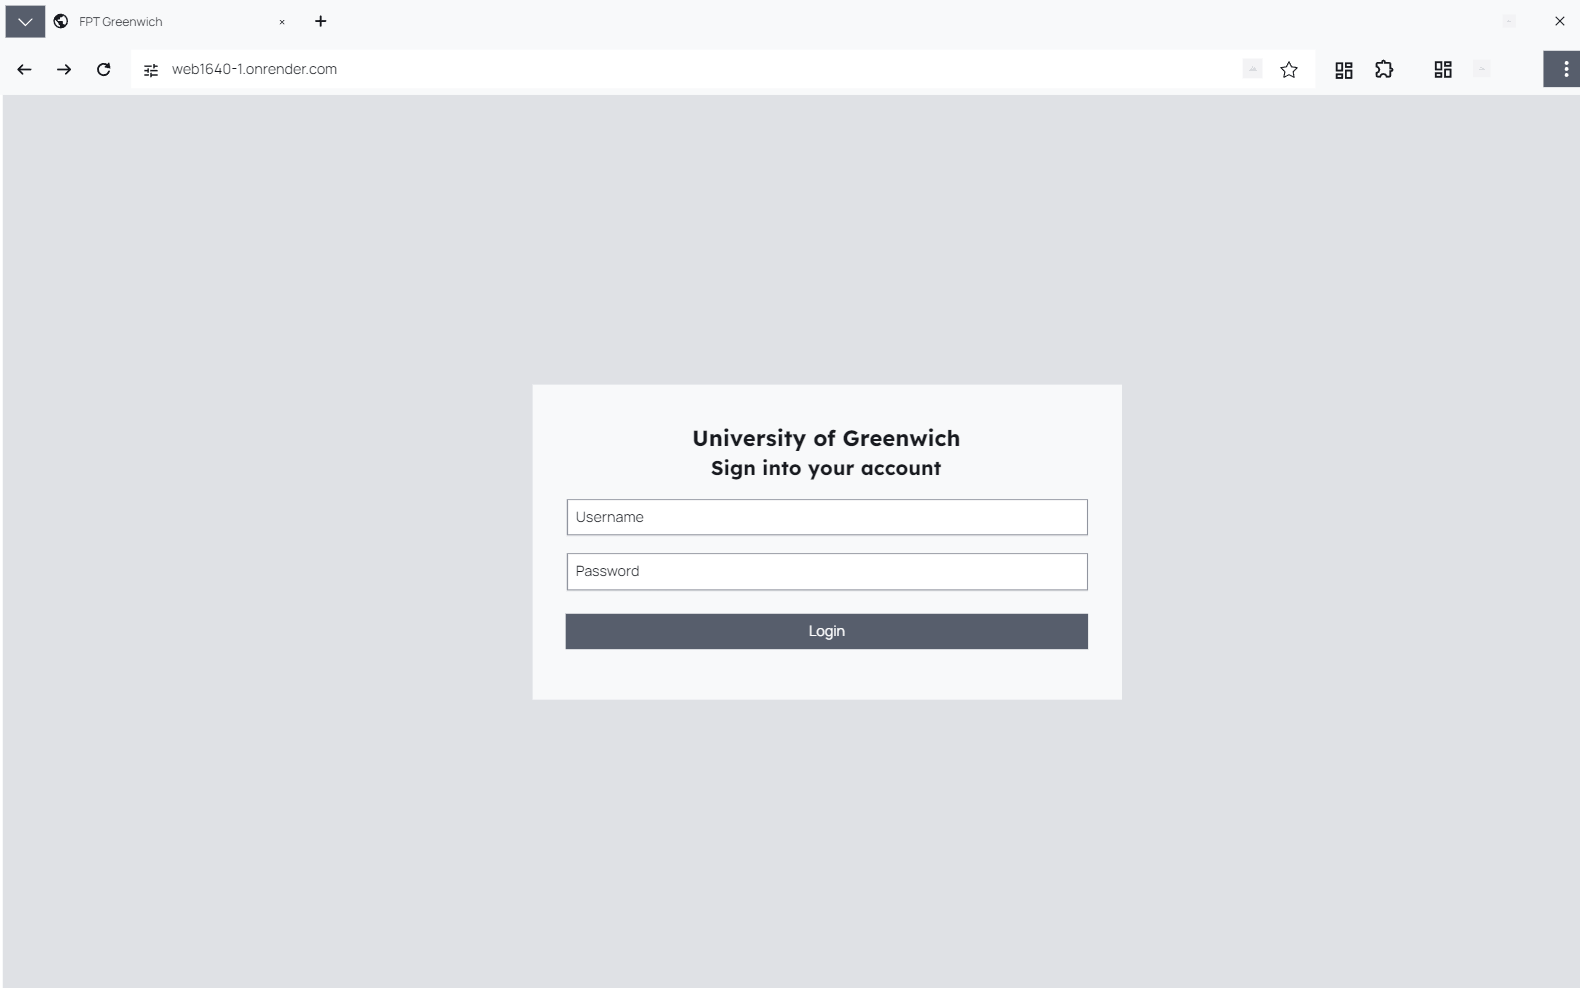 FPT Greenwich
web1640-1.onrender.com
University of Greenwich
Sign into your account
Username
Password
Login